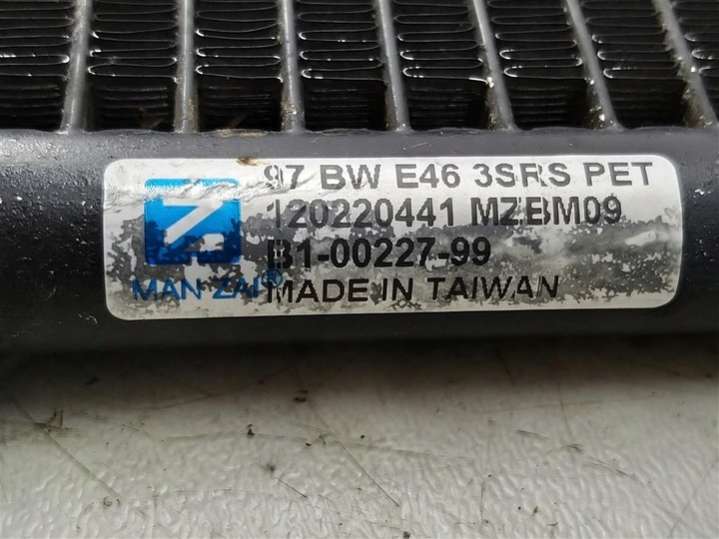 97 BW E46 3SRS PET
120220441 MZBM09
B1-00227-99
MAN ZAI® MADE IN TAIWAN